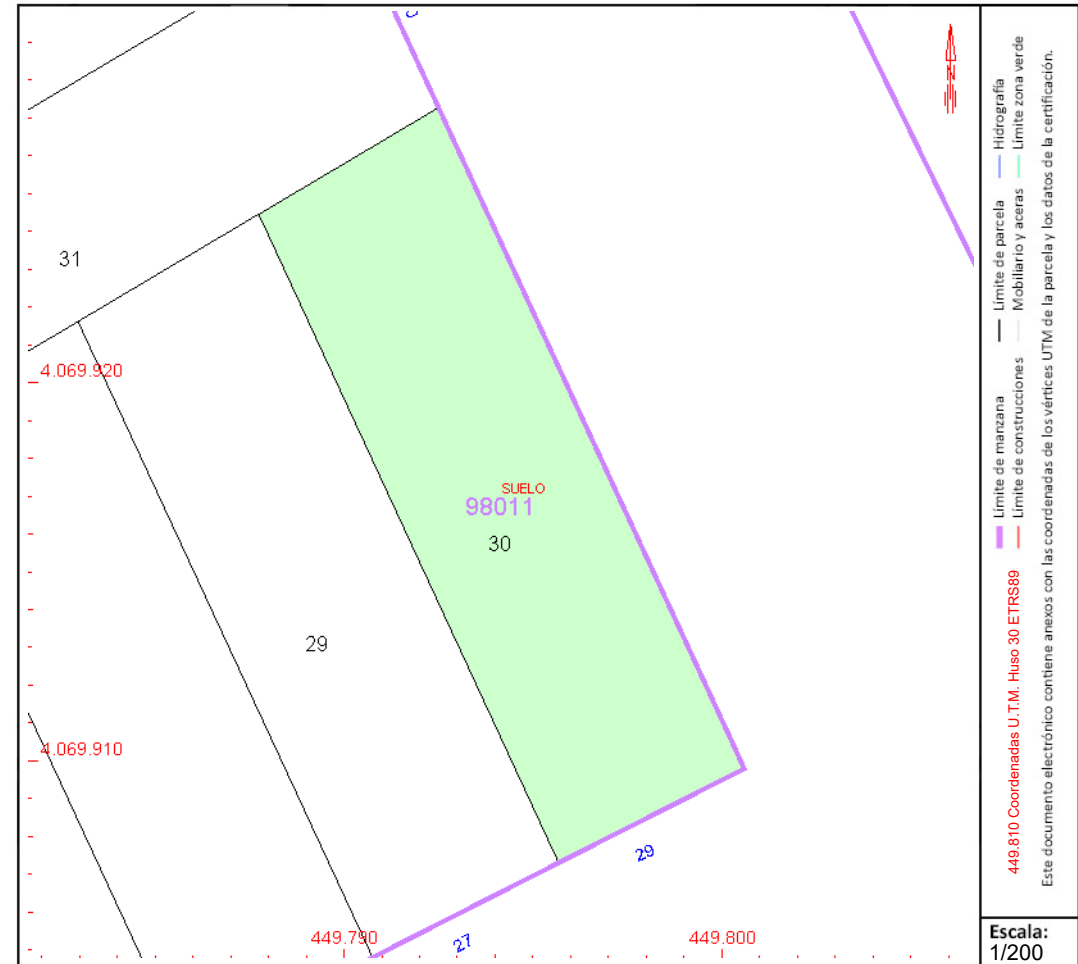 31
4.069.920
SUELO
98011
30
29
4.069.910
29
449.790
27
449.800
N
449.810 Coordenadas U.T.M. Huso 30 ETRS89
Límite de manzana
Límite de parcela
Hidrografía
Límite de construcciones
Mobiliario y aceras
Límite zona verde
Este documento electrónico contiene anexos con las coordenadas de los vértices UTM de la parcela y los datos de la certificación.
Escala:
1/200